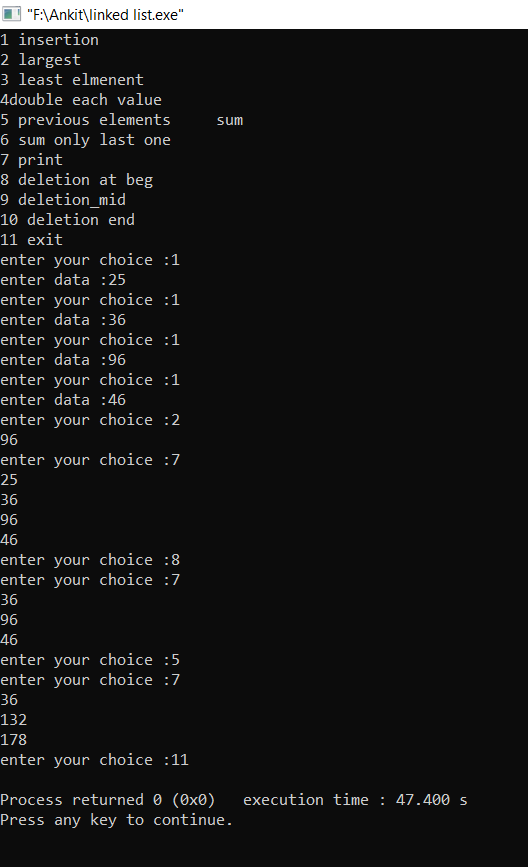 "F:\Ankit\linked list.exe"
1 insertion
2 largest
3 least elmenent
4double each value
5 previous elements     sum
6 sum only last one
7 print
8 deletion at beg
9 deletion_mid
10 deletion end
11 exit
enter your choice :1
enter data :25
enter your choice :1
enter data :36
enter your choice :1
enter data :96
enter your choice :1
enter data :46
enter your choice :2
96
enter your choice :7
25
36
96
46
enter your choice :8
enter your choice :7
36
96
46
enter your choice :5
enter your choice :7
36
132
178
enter your choice :11
Process returned 0 (0x0)   execution time : 47.400 s
Press any key to continue.